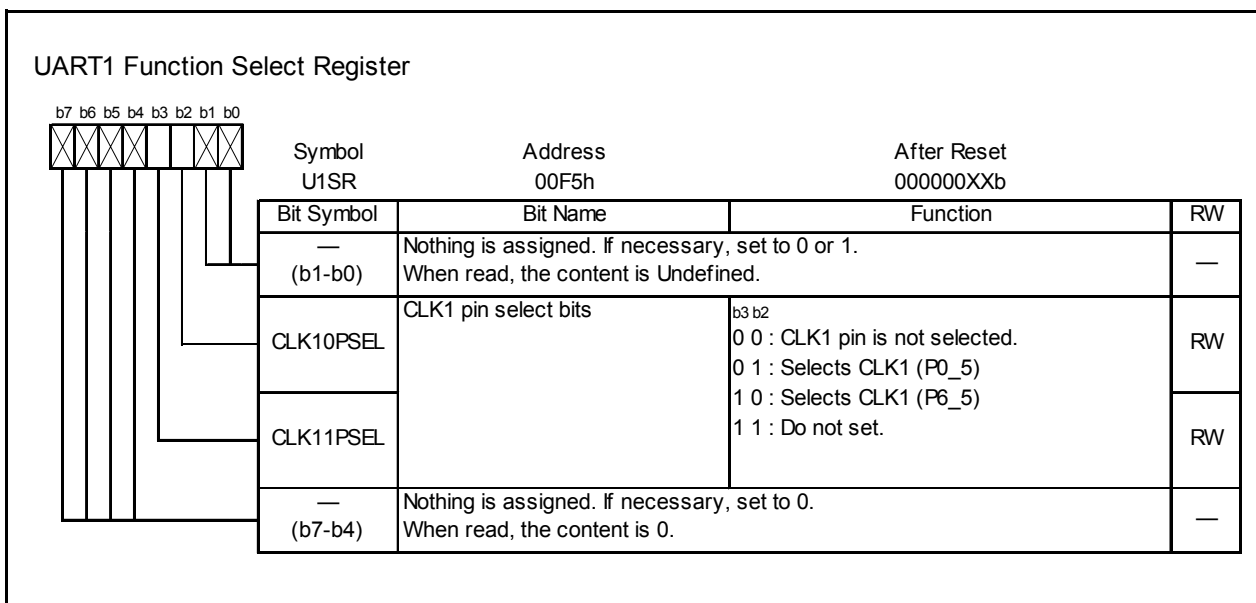 UART1 Function Select Register
b7 b6 b5 b4 b3 b2 b1 b0
Symbol Address After Reset
U1SR 00F5h 000000XXb
Bit Symbol Bit Name Function RW
— Nothing is assigned. If necessary, set to 0 or 1.
(b1-b0) When read, the content is Undefined. —
CLK1 pin select bits b3 b2
CLK10PSEL 0 0 : CLK1 pin is not selected. RW
0 1 : Selects CLK1 (P0_5)
1 0 : Selects CLK1 (P6_5)
CLK11PSEL 1 1 : Do not set. RW
— Nothing is assigned. If necessary, set to 0.
(b7-b4) When read, the content is 0. —